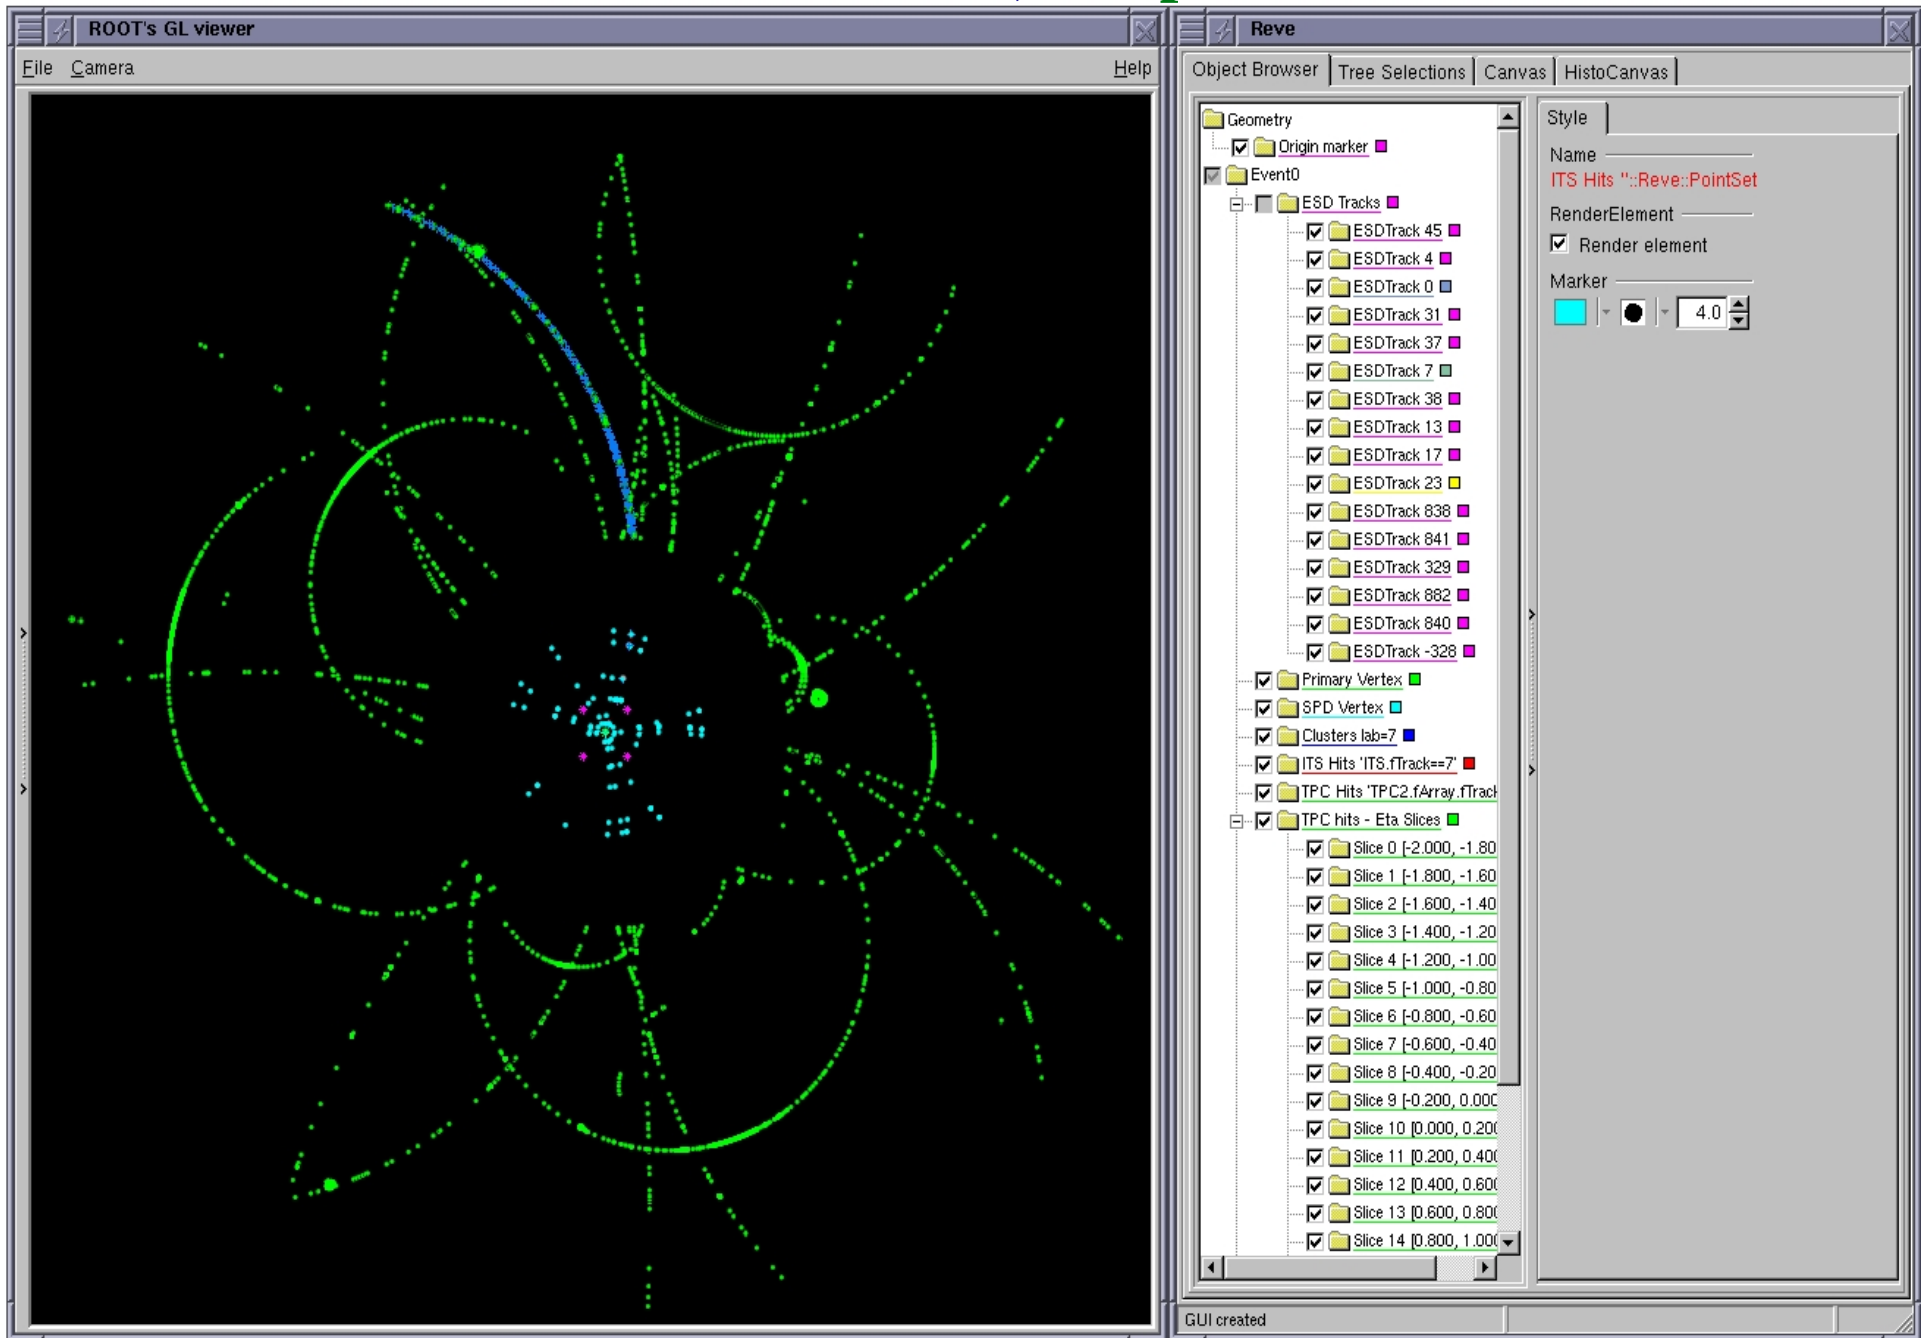 ROOT's GL viewer
File Camera Help
Reve
Object Browser Tree Selections Canvas HistoCanvas
Geometry
Origin marker
Event0
ESD Tracks
ESDTrack 45
ESDTrack 4
ESDTrack 0
ESDTrack 31
ESDTrack 37
ESDTrack 7
ESDTrack 38
ESDTrack 13
ESDTrack 17
ESDTrack 23
ESDTrack 838
ESDTrack 841
ESDTrack 329
ESDTrack 882
ESDTrack 840
ESDTrack -328
Primary Vertex
SPD Vertex
Clusters lab=7
ITS Hits 'ITS.fTrack==7'
TPC Hits 'TPC2.fArray.fTrack
TPC hits - Eta Slices
Slice 0 [-2.000, -1.80
Slice 1 [-1.800, -1.60
Slice 2 [-1.600, -1.40
Slice 3 [-1.400, -1.20
Slice 4 [-1.200, -1.00
Slice 5 [-1.000, -0.80
Slice 6 [-0.800, -0.60
Slice 7 [-0.600, -0.40
Slice 8 [-0.400, -0.20
Slice 9 [-0.200, 0.000
Slice 10 [0.000, 0.200
Slice 11 [0.200, 0.400
Slice 12 [0.400, 0.600
Slice 13 [0.600, 0.800
Slice 14 [0.800, 1.000
Style
Name
ITS Hits ''::Reve::PointSet
RenderElement
Render element
Marker
4.0
GUI created